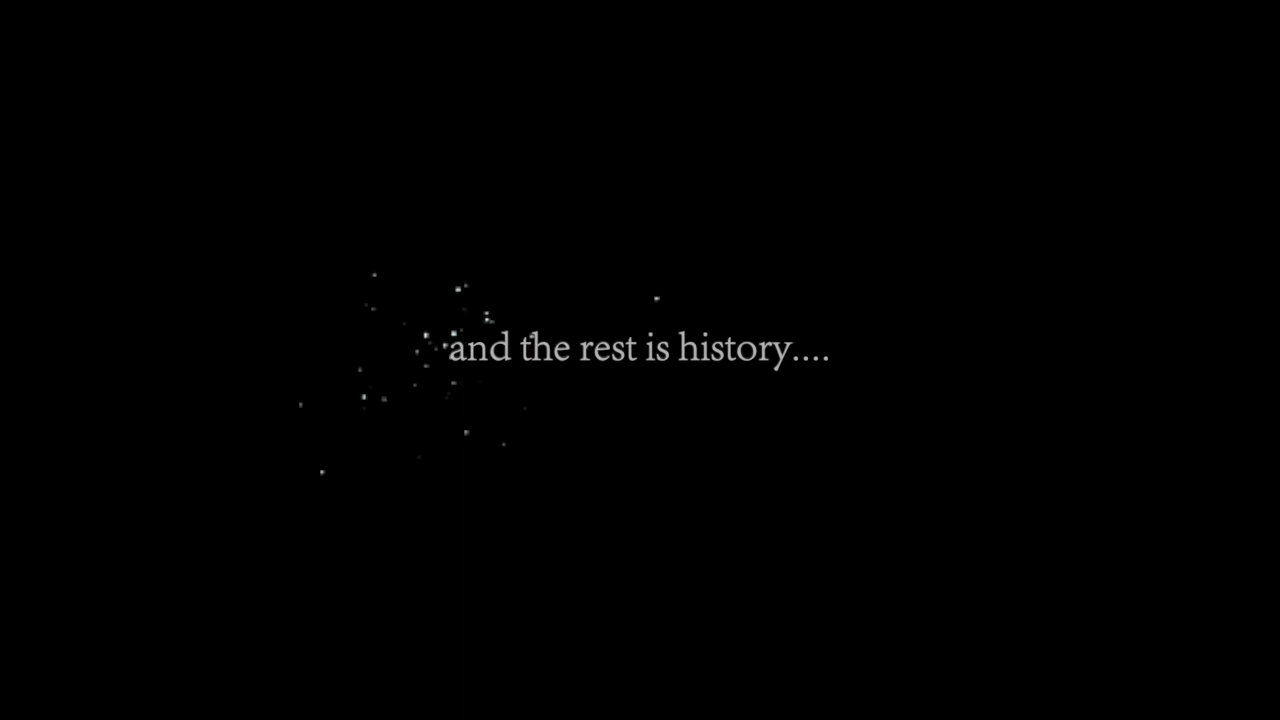 and the rest is history....